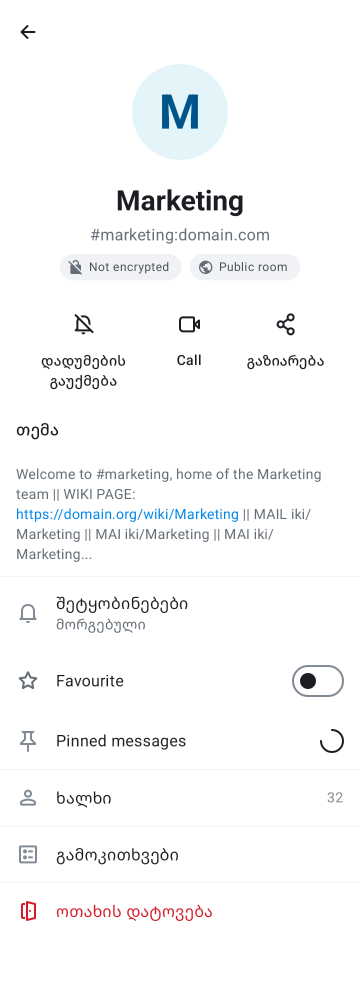 M
Marketing
#marketing:domain.com
Not encrypted
Public room
დადუმების
გაუქმება
Call
გაზიარება
თემა
Welcome to #marketing, home of the Marketing
team || WIKI PAGE:
https://domain.org/wiki/Marketing || MAIL iki/
Marketing || MAI iki/Marketing || MAI iki/
Marketing...
შეტყობინებები
მორგებული
Favourite
Pinned messages
ხალხი
32
გამოკითხვები
ოთახის დატოვება